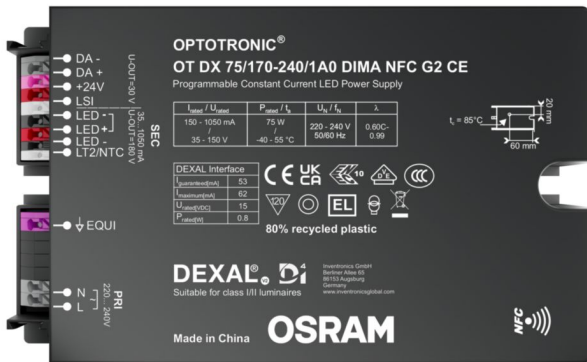 OPTOTRONIC®
OT DX 75/170-240/1A0 DIMA NFC G2 CE
Programmable Constant Current LED Power Supply
DA -
DA +
+24V
LSI
LED -
LED+
LED -
LT2/NTC
U-OUT=30 V
SEC
35...1050 mA
U-OUT=180 V
EQUI
N
L
PRI
220...240V
Irated / Urated
Prated / ta
UN / fN
λ
150 - 1050 mA
/
35 - 150 V
75 W
/
-40 - 55 °C
220 - 240 V
50/60 Hz
0.60C-
0.99
tc = 85°C
20 mm
60 mm
DEXAL Interface
Iguaranteed[mA] 53
Imaximum[mA] 62
Urated[VDC] 15
Prated[W] 0.8
CE UK CA 10 DVE CCC
120 EL
80% recycled plastic
DEXAL®. D4i
Suitable for class I/II luminaires
Inventronics GmbH
Berliner Allee 65
86153 Augsburg
Germany
www.inventronicsglobal.com
Made in China
OSRAM
NFC